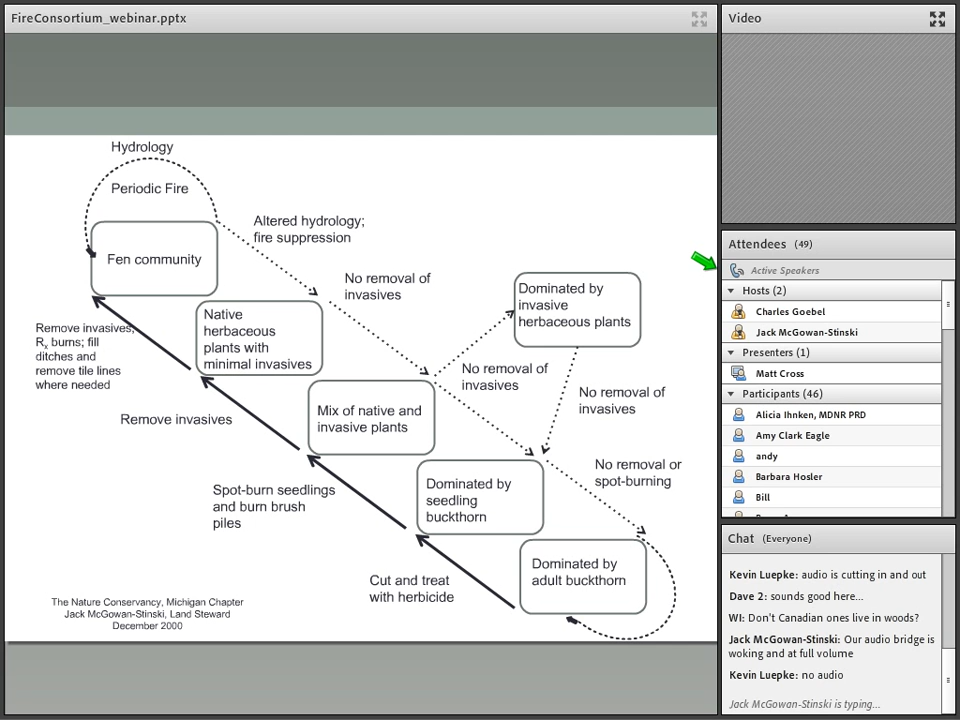 FireConsortium_webinar.pptx
Hydrology
Periodic Fire
Fen community
Altered hydrology;
fire suppression
No removal of
invasives
Dominated by
invasive
herbaceous plants
Native
herbaceous
plants with
minimal invasives
Remove invasives;
Rx burns; fill
ditches and
remove tile lines
where needed
No removal of
invasives
No removal of
invasives
Mix of native and
invasive plants
Remove invasives
No removal or
spot-burning
Dominated by
seedling
buckthorn
Spot-burn seedlings
and burn brush
piles
Dominated by
adult buckthorn
Cut and treat
with herbicide
The Nature Conservancy, Michigan Chapter
Jack McGowan-Stinski, Land Steward
December 2000
Video
Attendees (49)
Active Speakers
Hosts (2)
Charles Goebel
Jack McGowan-Stinski
Presenters (1)
Matt Cross
Participants (46)
Alicia Ihnken, MDNR PRD
Amy Clark Eagle
andy
Barbara Hosler
Bill
Chat (Everyone)
Kevin Luepke: audio is cutting in and out
Dave 2: sounds good here...
WI: Don't Canadian ones live in woods?
Jack McGowan-Stinski: Our audio bridge is
woking and at full volume
Kevin Luepke: no audio
Jack McGowan-Stinski is typing...